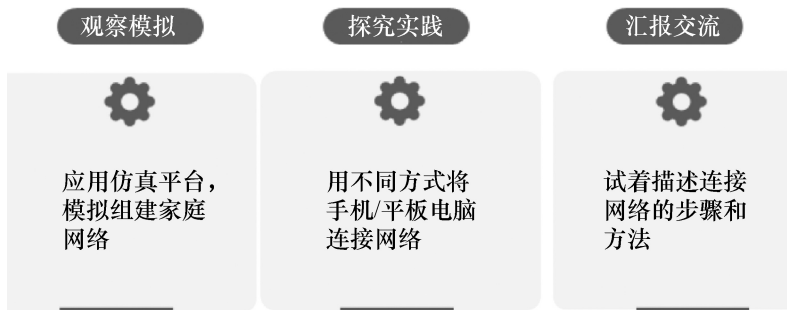 观察模拟
应用仿真平台，
模拟组建家庭
网络
探究实践
用不同方式将
手机/平板电脑
连接网络
汇报交流
试着描述连接
网络的步骤和
方法